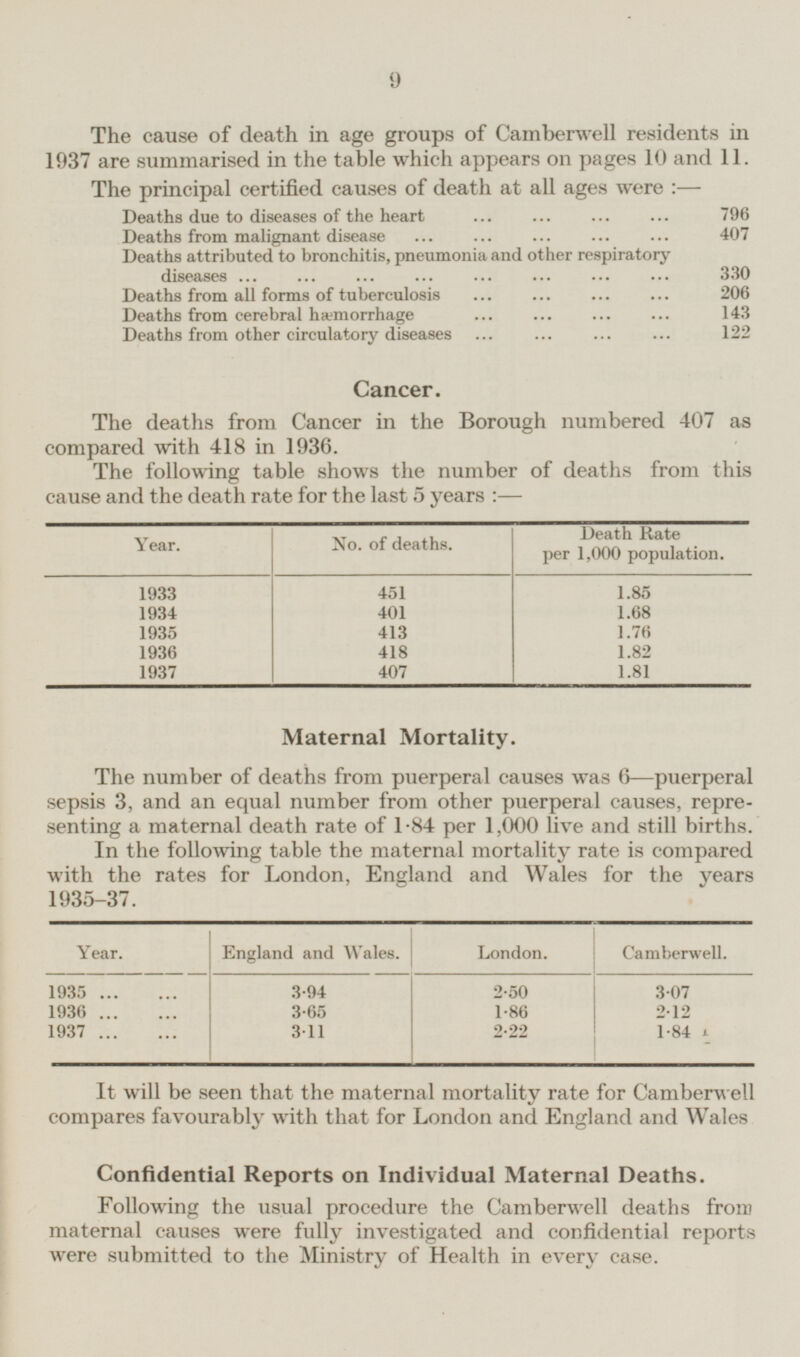 9
The cause of death in age groups of Camberwell residents in
1937 are summarised in the table which appears on pages 10 and 11.
The principal certified causes of death at all ages were :—
Deaths due to diseases of the heart ... ... ... ... 796
Deaths from malignant disease ... ... ... ... ... 407
Deaths attributed to bronchitis, pneumonia and other respiratory
diseases ... ... ... ... ... ... ... ... 330
Deaths from all forms of tuberculosis ... ... ... ... 206
Deaths from cerebral hæmorrhage ... ... ... ... 143
Deaths from other circulatory diseases ... ... ... ... 122
Cancer.
The deaths from Cancer in the Borough numbered 407 as
compared with 418 in 1936.
The following table shows the number of deaths from this
cause and the death rate for the last 5 years :—
Year. No. of deaths. Death Rate
per 1,000 population.
1933 451 1.85
1934 401 1.68
1935 413 1.76
1936 418 1.82
1937 407 1.81
Maternal Mortality.
The number of deaths from puerperal causes was 6—puerperal
sepsis 3, and an equal number from other puerperal causes, repre-
senting a maternal death rate of 1·84 per 1,000 live and still births.
In the following table the maternal mortality rate is compared
with the rates for London, England and Wales for the years
1935-37.
Year. England and Wales. London. Camberwell.
1935 ... ... 3·94 2·50 3·07
1936 ... ... 3·65 1·86 2·12
1937 ... ... 3·11 2·22 1·84
It will be seen that the maternal mortality rate for Camberwell
compares favourably with that for London and England and Wales
Confidential Reports on Individual Maternal Deaths.
Following the usual procedure the Camberwell deaths from
maternal causes were fully investigated and confidential reports
were submitted to the Ministry of Health in every case.